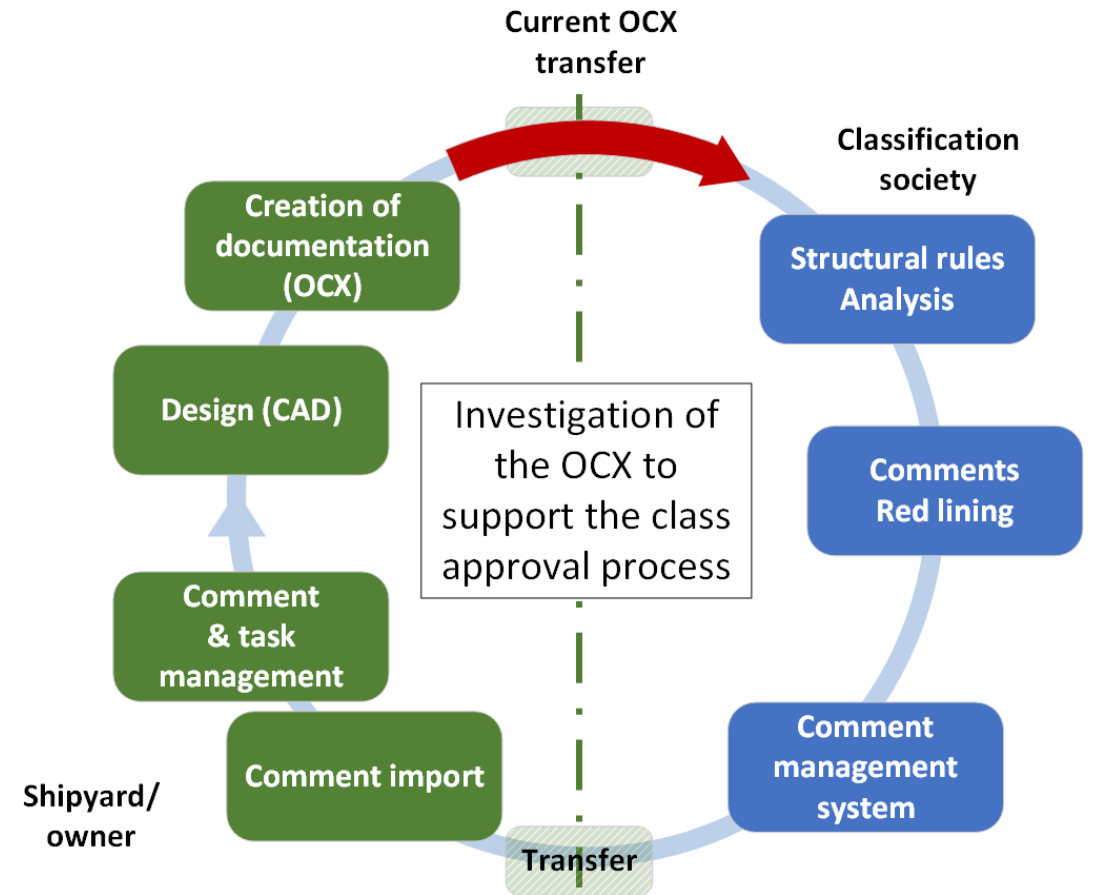 Current OCX
transfer
Classification
society
Creation of
documentation
(OCX)
Structural rules
Analysis
Design (CAD)
Investigation of
the OCX to
support the class
approval process
Comments
Red lining
Comment
& task
management
Comment
management
system
Comment import
Shipyard/
owner
Transfer